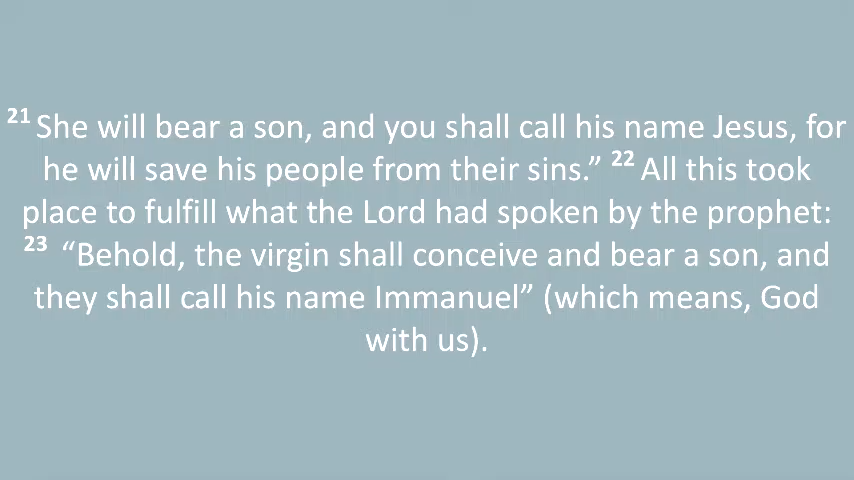 21 She will bear a son, and you shall call his name Jesus, for
he will save his people from their sins.” 22 All this took
place to fulfill what the Lord had spoken by the prophet:
23 “Behold, the virgin shall conceive and bear a son, and
they shall call his name Immanuel” (which means, God
with us).